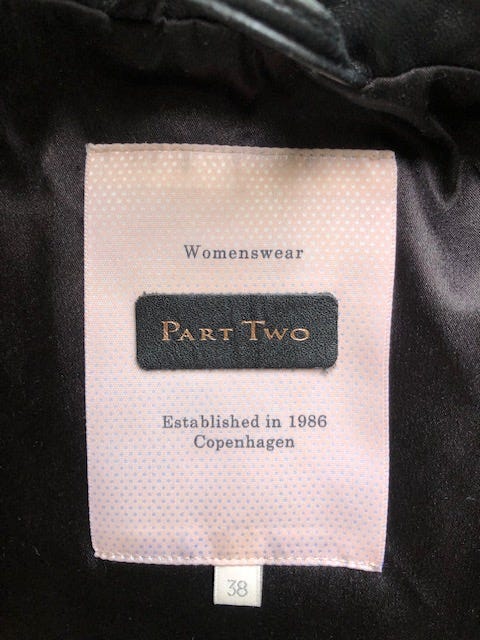 Womenswear
PART TWO
Established in 1986
Copenhagen
38